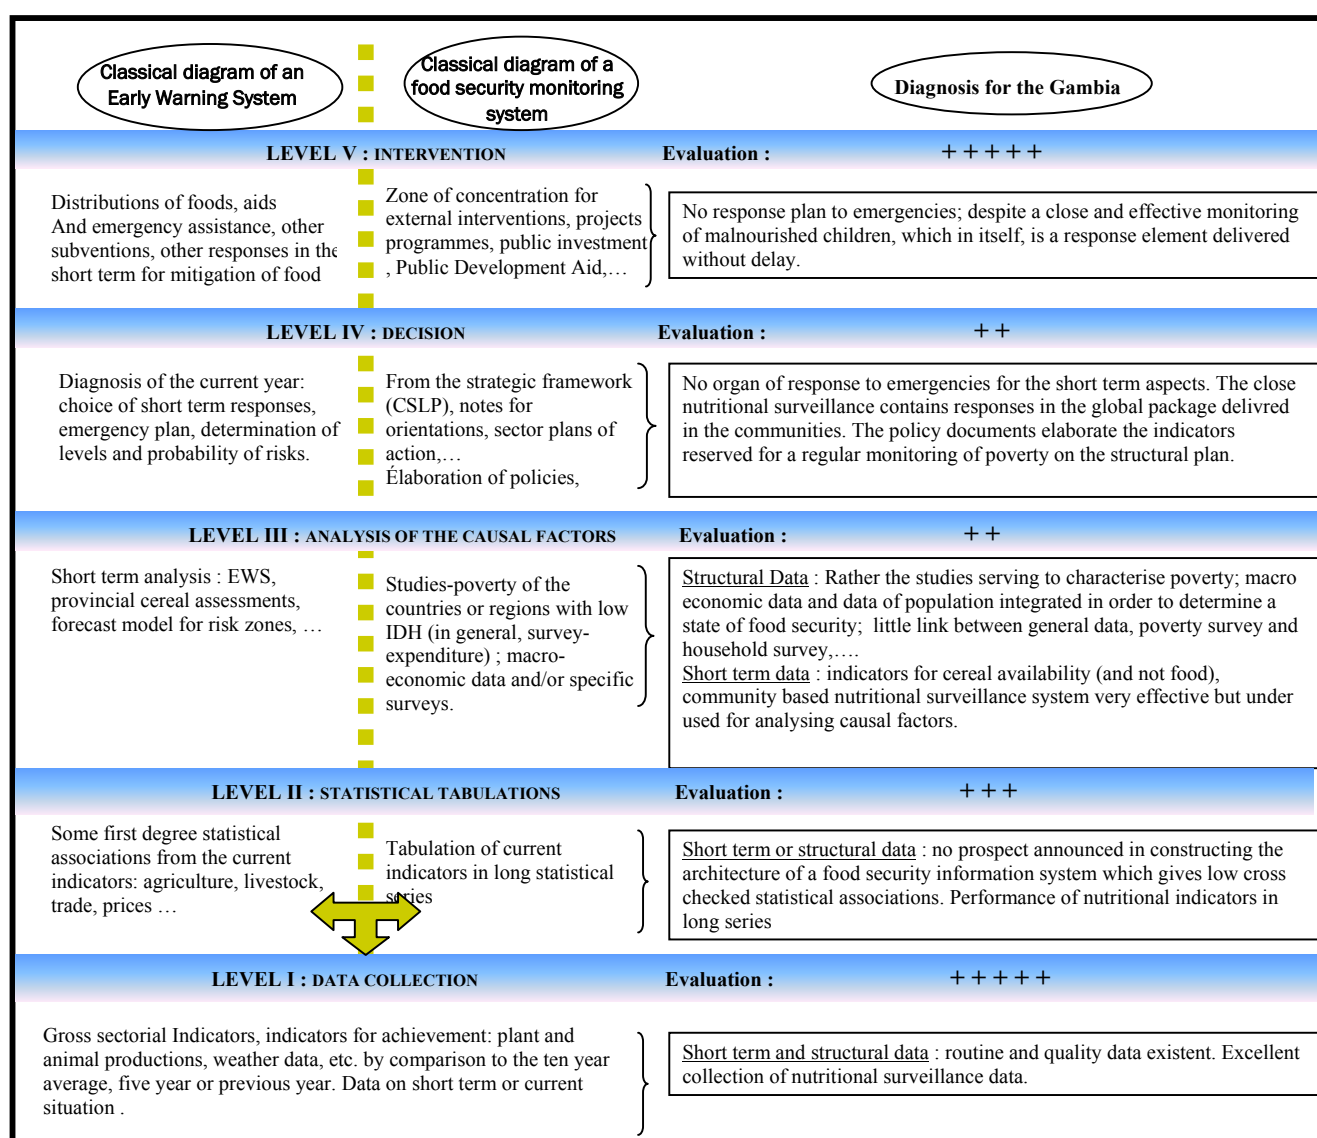 Classical diagram of an
Early Warning System
Classical diagram of a
food security monitoring
system
Diagnosis for the Gambia
LEVEL V : INTERVENTION Evaluation : + + + + +
Distributions of foods, aids
And emergency assistance, other
subventions, other responses in the
short term for mitigation of food
Zone of concentration for
external interventions, projects
programmes, public investment
, Public Development Aid,…
No response plan to emergencies; despite a close and effective monitoring
of malnourished children, which in itself, is a response element delivered
without delay.
LEVEL IV : DECISION Evaluation : + +
Diagnosis of the current year:
choice of short term responses,
emergency plan, determination of
levels and probability of risks.
From the strategic framework
(CSLP), notes for
orientations, sector plans of
action,…
Élaboration of policies,
No organ of response to emergencies for the short term aspects. The close
nutritional surveillance contains responses in the global package delivred
in the communities. The policy documents elaborate the indicators
reserved for a regular monitoring of poverty on the structural plan.
LEVEL III : ANALYSIS OF THE CAUSAL FACTORS Evaluation : + +
Short term analysis : EWS,
provincial cereal assessments,
forecast model for risk zones, …
Studies-poverty of the
countries or regions with low
IDH (in general, survey-
expenditure) ; macro-
economic data and/or specific
surveys.
Structural Data : Rather the studies serving to characterise poverty; macro
economic data and data of population integrated in order to determine a
state of food security; little link between general data, poverty survey and
household survey,….
Short term data : indicators for cereal availability (and not food),
community based nutritional surveillance system very effective but under
used for analysing causal factors.
LEVEL II : STATISTICAL TABULATIONS Evaluation : + + +
Some first degree statistical
associations from the current
indicators: agriculture, livestock,
trade, prices …
Tabulation of current
indicators in long statistical
series
Short term or structural data : no prospect announced in constructing the
architecture of a food security information system which gives low cross
checked statistical associations. Performance of nutritional indicators in
long series
LEVEL I : DATA COLLECTION Evaluation : + + + + +
Gross sectorial Indicators, indicators for achievement: plant and
animal productions, weather data, etc. by comparison to the ten year
average, five year or previous year. Data on short term or current
situation .
Short term and structural data : routine and quality data existent. Excellent
collection of nutritional surveillance data.